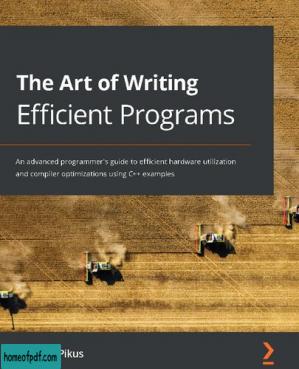 The Art of Writing
Efficient Programs
An advanced programmer's guide to efficient hardware utilization
and compiler optimizations using C++ examples
Pikus
homeofpdf.com